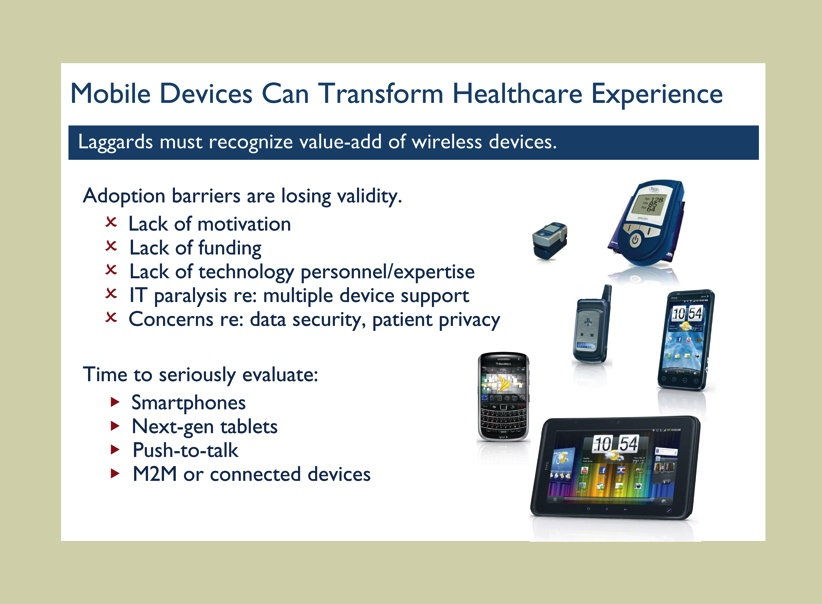 Mobile Devices Can Transform Healthcare Experience
Laggards must recognize value-add of wireless devices.
Adoption barriers are losing validity.
× Lack of motivation
× Lack of funding
× Lack of technology personnel/expertise
× IT paralysis re: multiple device support
× Concerns re: data security, patient privacy
Time to seriously evaluate:
▶ Smartphones
▶ Next-gen tablets
▶ Push-to-talk
▶ M2M or connected devices
10 54
10 54